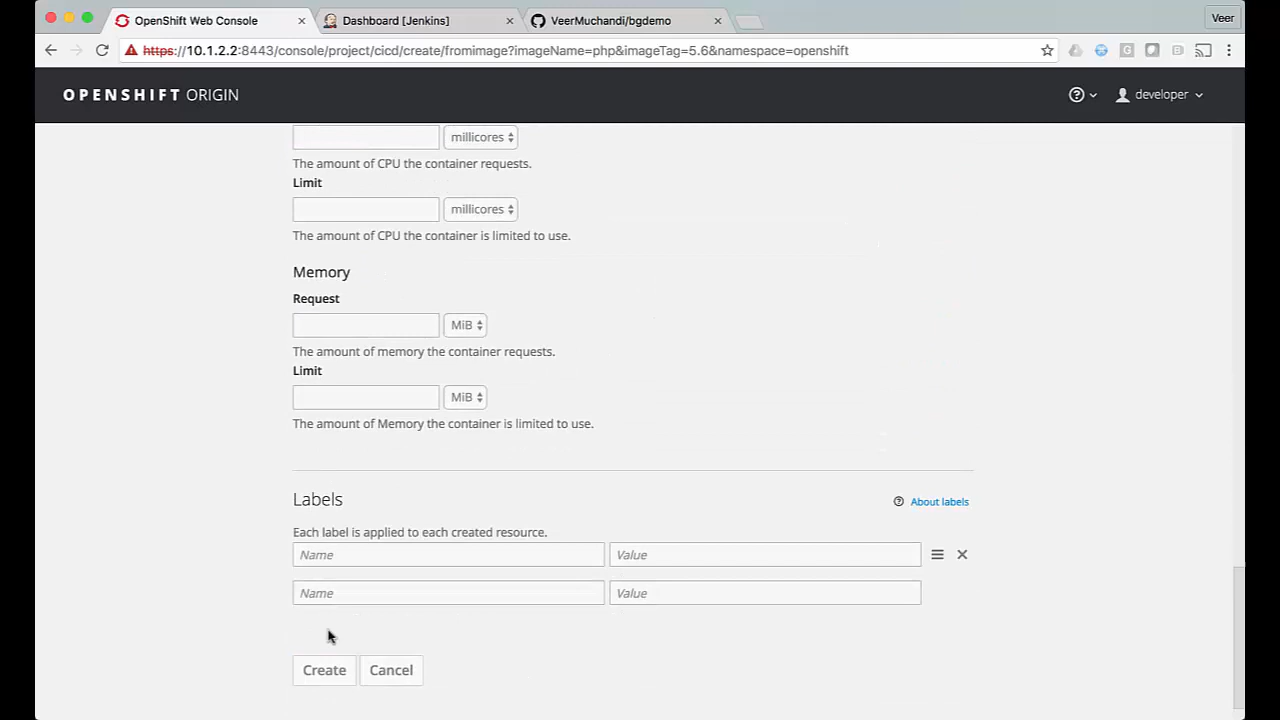 OpenShift Web Console
Dashboard [Jenkins]
VeerMuchandi/bgdemo
Veer
https://10.1.2.2:8443/console/project/cicd/create/fromimage?imageName=php&imageTag=5.6&namespace=openshift
OPENSHIFT ORIGIN
developer
millicores
The amount of CPU the container requests.
Limit
millicores
The amount of CPU the container is limited to use.
Memory
Request
MiB
The amount of memory the container requests.
Limit
MiB
The amount of Memory the container is limited to use.
Labels
About labels
Each label is applied to each created resource.
Name Value
Name Value
Create Cancel